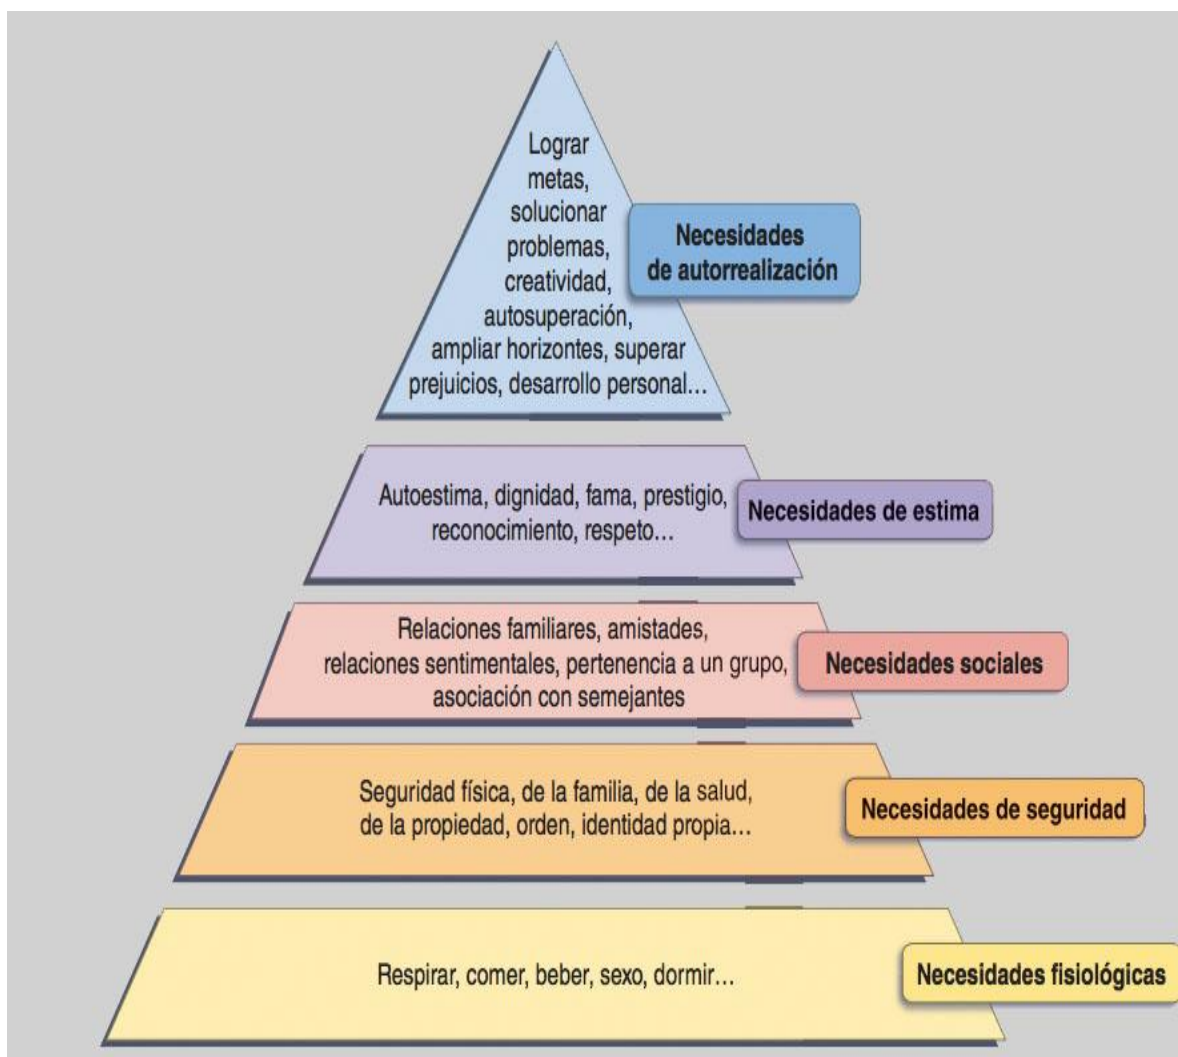 Lograr
metas,
solucionar
problemas,
creatividad,
autosuperación,
ampliar horizontes, superar
prejuicios, desarrollo personal...
Necesidades
de autorrealización
Autoestima, dignidad, fama, prestigio,
reconocimiento, respeto...
Necesidades de estima
Relaciones familiares, amistades,
relaciones sentimentales, pertenencia a un grupo,
asociación con semejantes
Necesidades sociales
Seguridad física, de la familia, de la salud,
de la propiedad, orden, identidad propia...
Necesidades de seguridad
Respirar, comer, beber, sexo, dormir...
Necesidades fisiológicas